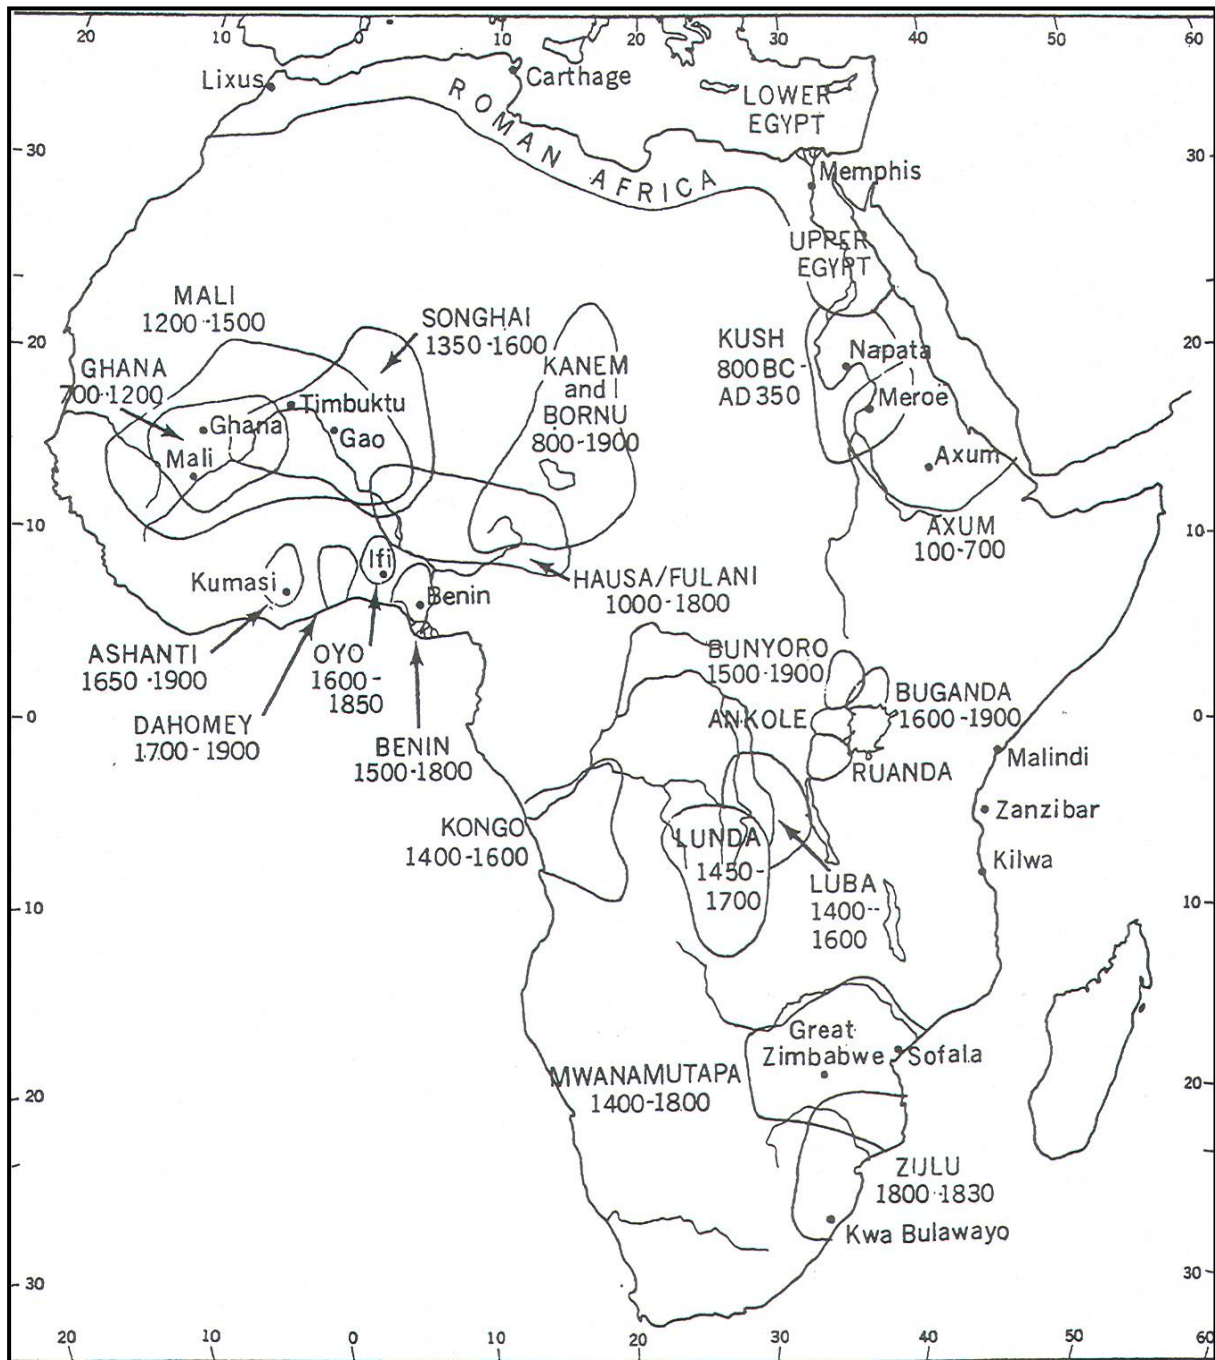 20
10
0
10
20
30
40
50
60
Lixus
Carthage
ROMAN AFRICA
LOWER
EGYPT
30
30
Memphis
UPPER
EGYPT
MALI
1200-1500
SONGHAI
1350-1600
20
20
GHANA
700-1200
KANEM
and
BORNU
800-1900
KUSH
800 BC-
AD 350
Napata
Meroë
Timbuktu
Ghana
Gao
Mali
Axum
10
10
AXUM
100-700
Ifi
Kumasi
Benin
HAUSA/FULANI
1000-1800
ASHANTI
1650-1900
OYO
1600-
1850
DAHOMEY
1700-1900
BENIN
1500-1800
BUNYORO
1500-1900
BUGANDA
1600-1900
ANKOLE
0
0
RUANDA
Malindi
Zanzibar
Kilwa
KONGO
1400-1600
LUNDA
1450-
1700
LUBA
1400-
1600
10
10
Great
Zimbabwe
Sofala
MWANAMUTAPA
1400-1800
20
20
ZULU
1800-1830
Kwa Bulawayo
30
30
20
10
0
10
20
30
40
50
60